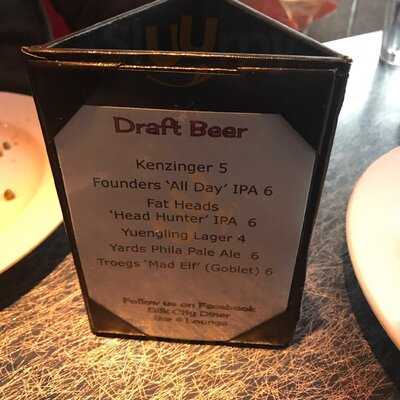 Draft Beer
Kenzinger 5
Founders 'All Day' IPA 6
Fat Heads
'Head Hunter' IPA 6
Yuengling Lager 4
Yards Phila Pale Ale 6
Troegs 'Mad Elf' (Goblet) 6
Follow us on Facebook
Silk City Diner
Bar & Lounge